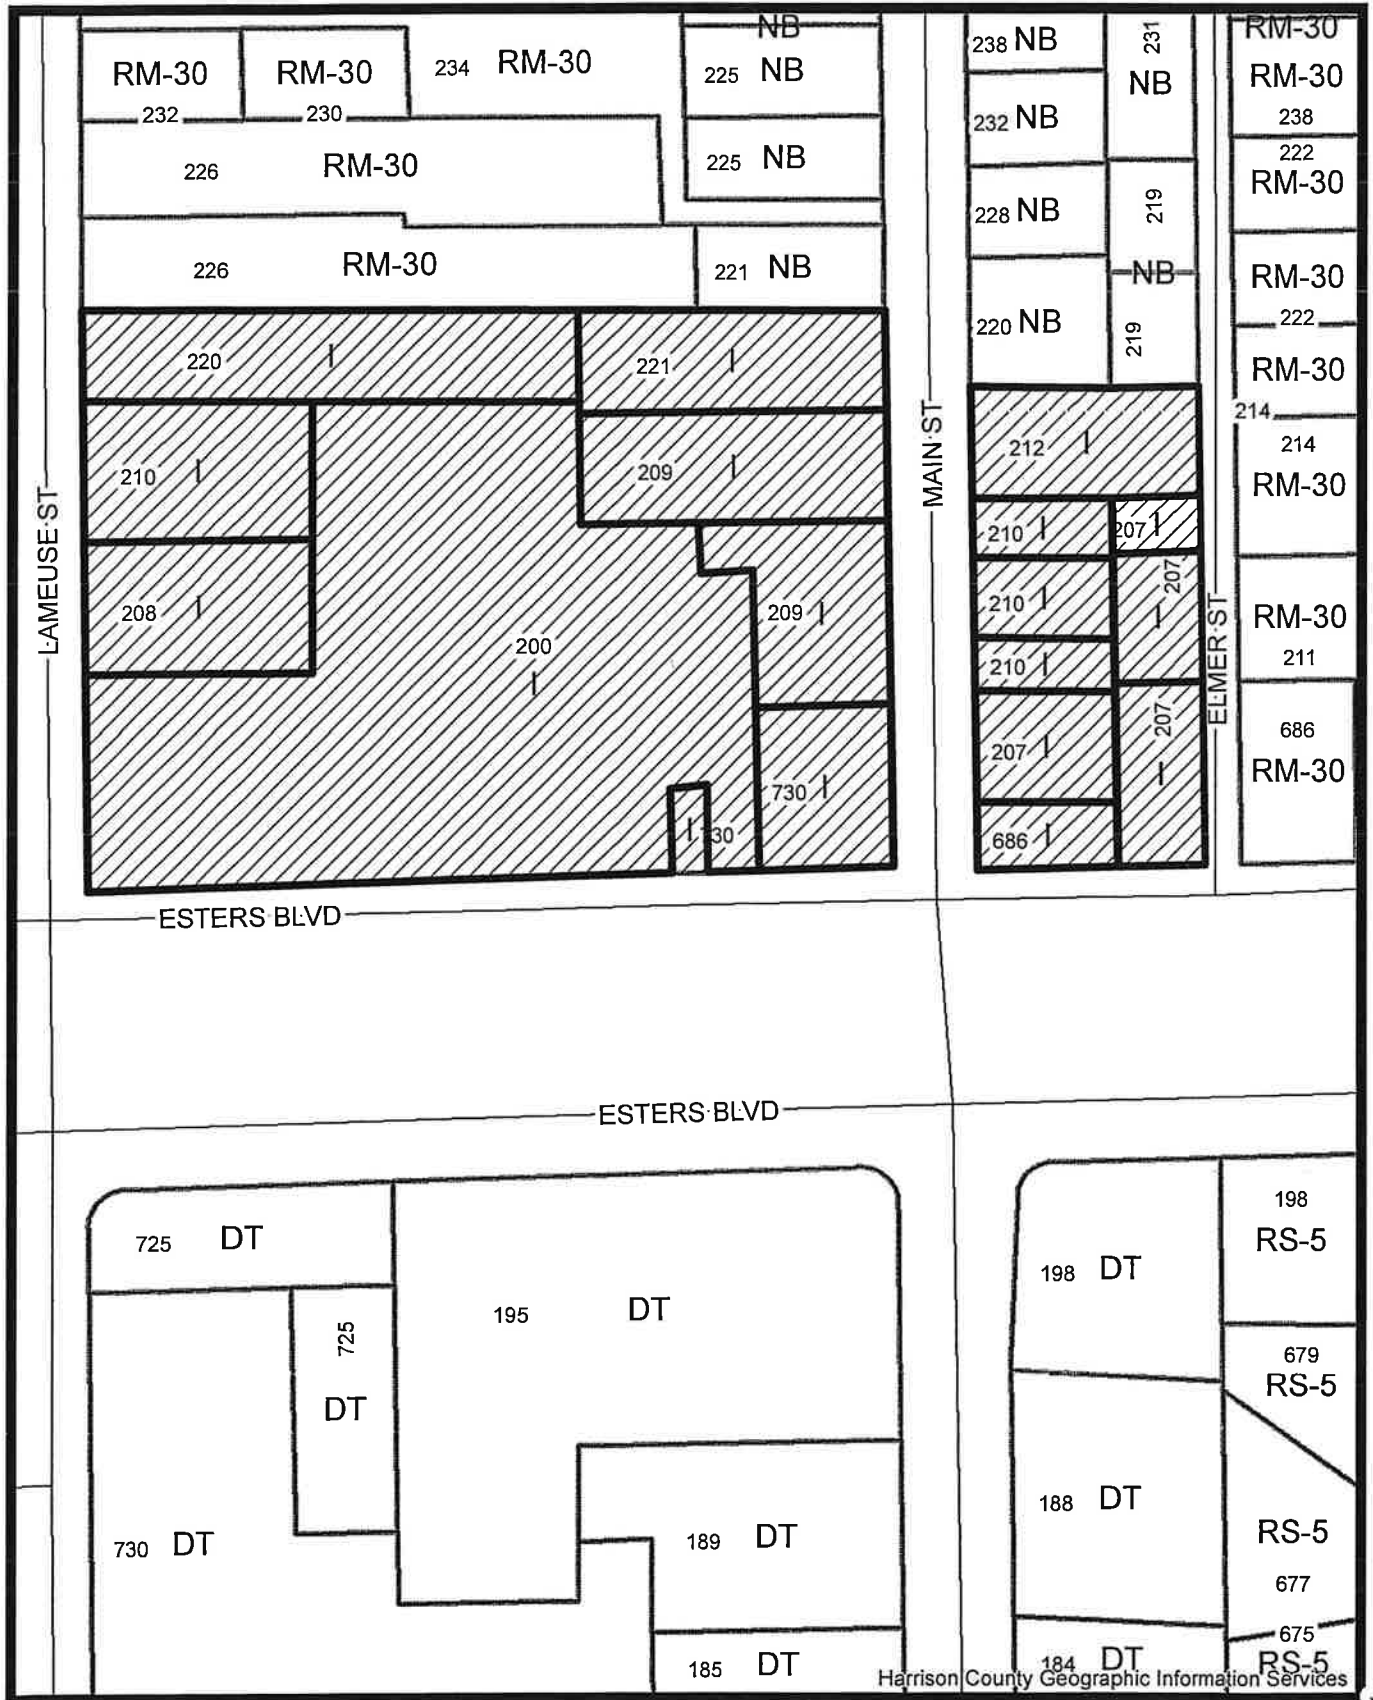 NB
RM-30
238 NB
231
RM-30
RM-30
234 RM-30
225 NB
NB
RM-30
232
230
232 NB
238
226 RM-30
225 NB
222
RM-30
228 NB
219
226 RM-30
221 NB
NB
RM-30
220 NB
219
222
220 I
221 I
RM-30
MAIN ST
214
210 I
209 I
212 I
214
RM-30
LAMEUSE ST
210 I
207 I
208 I
200
I
209 I
210 I
207
I
ELMER ST
RM-30
211
210 I
730 I
207 I
207
I
686
RM-30
I 730
686 I
ESTERS BLVD
ESTERS BLVD
725 DT
195 DT
198 DT
198
RS-5
725
DT
679
RS-5
730 DT
189 DT
188 DT
RS-5
677
185 DT
184 DT
675
RS-5
Harrison County Geographic Information Services